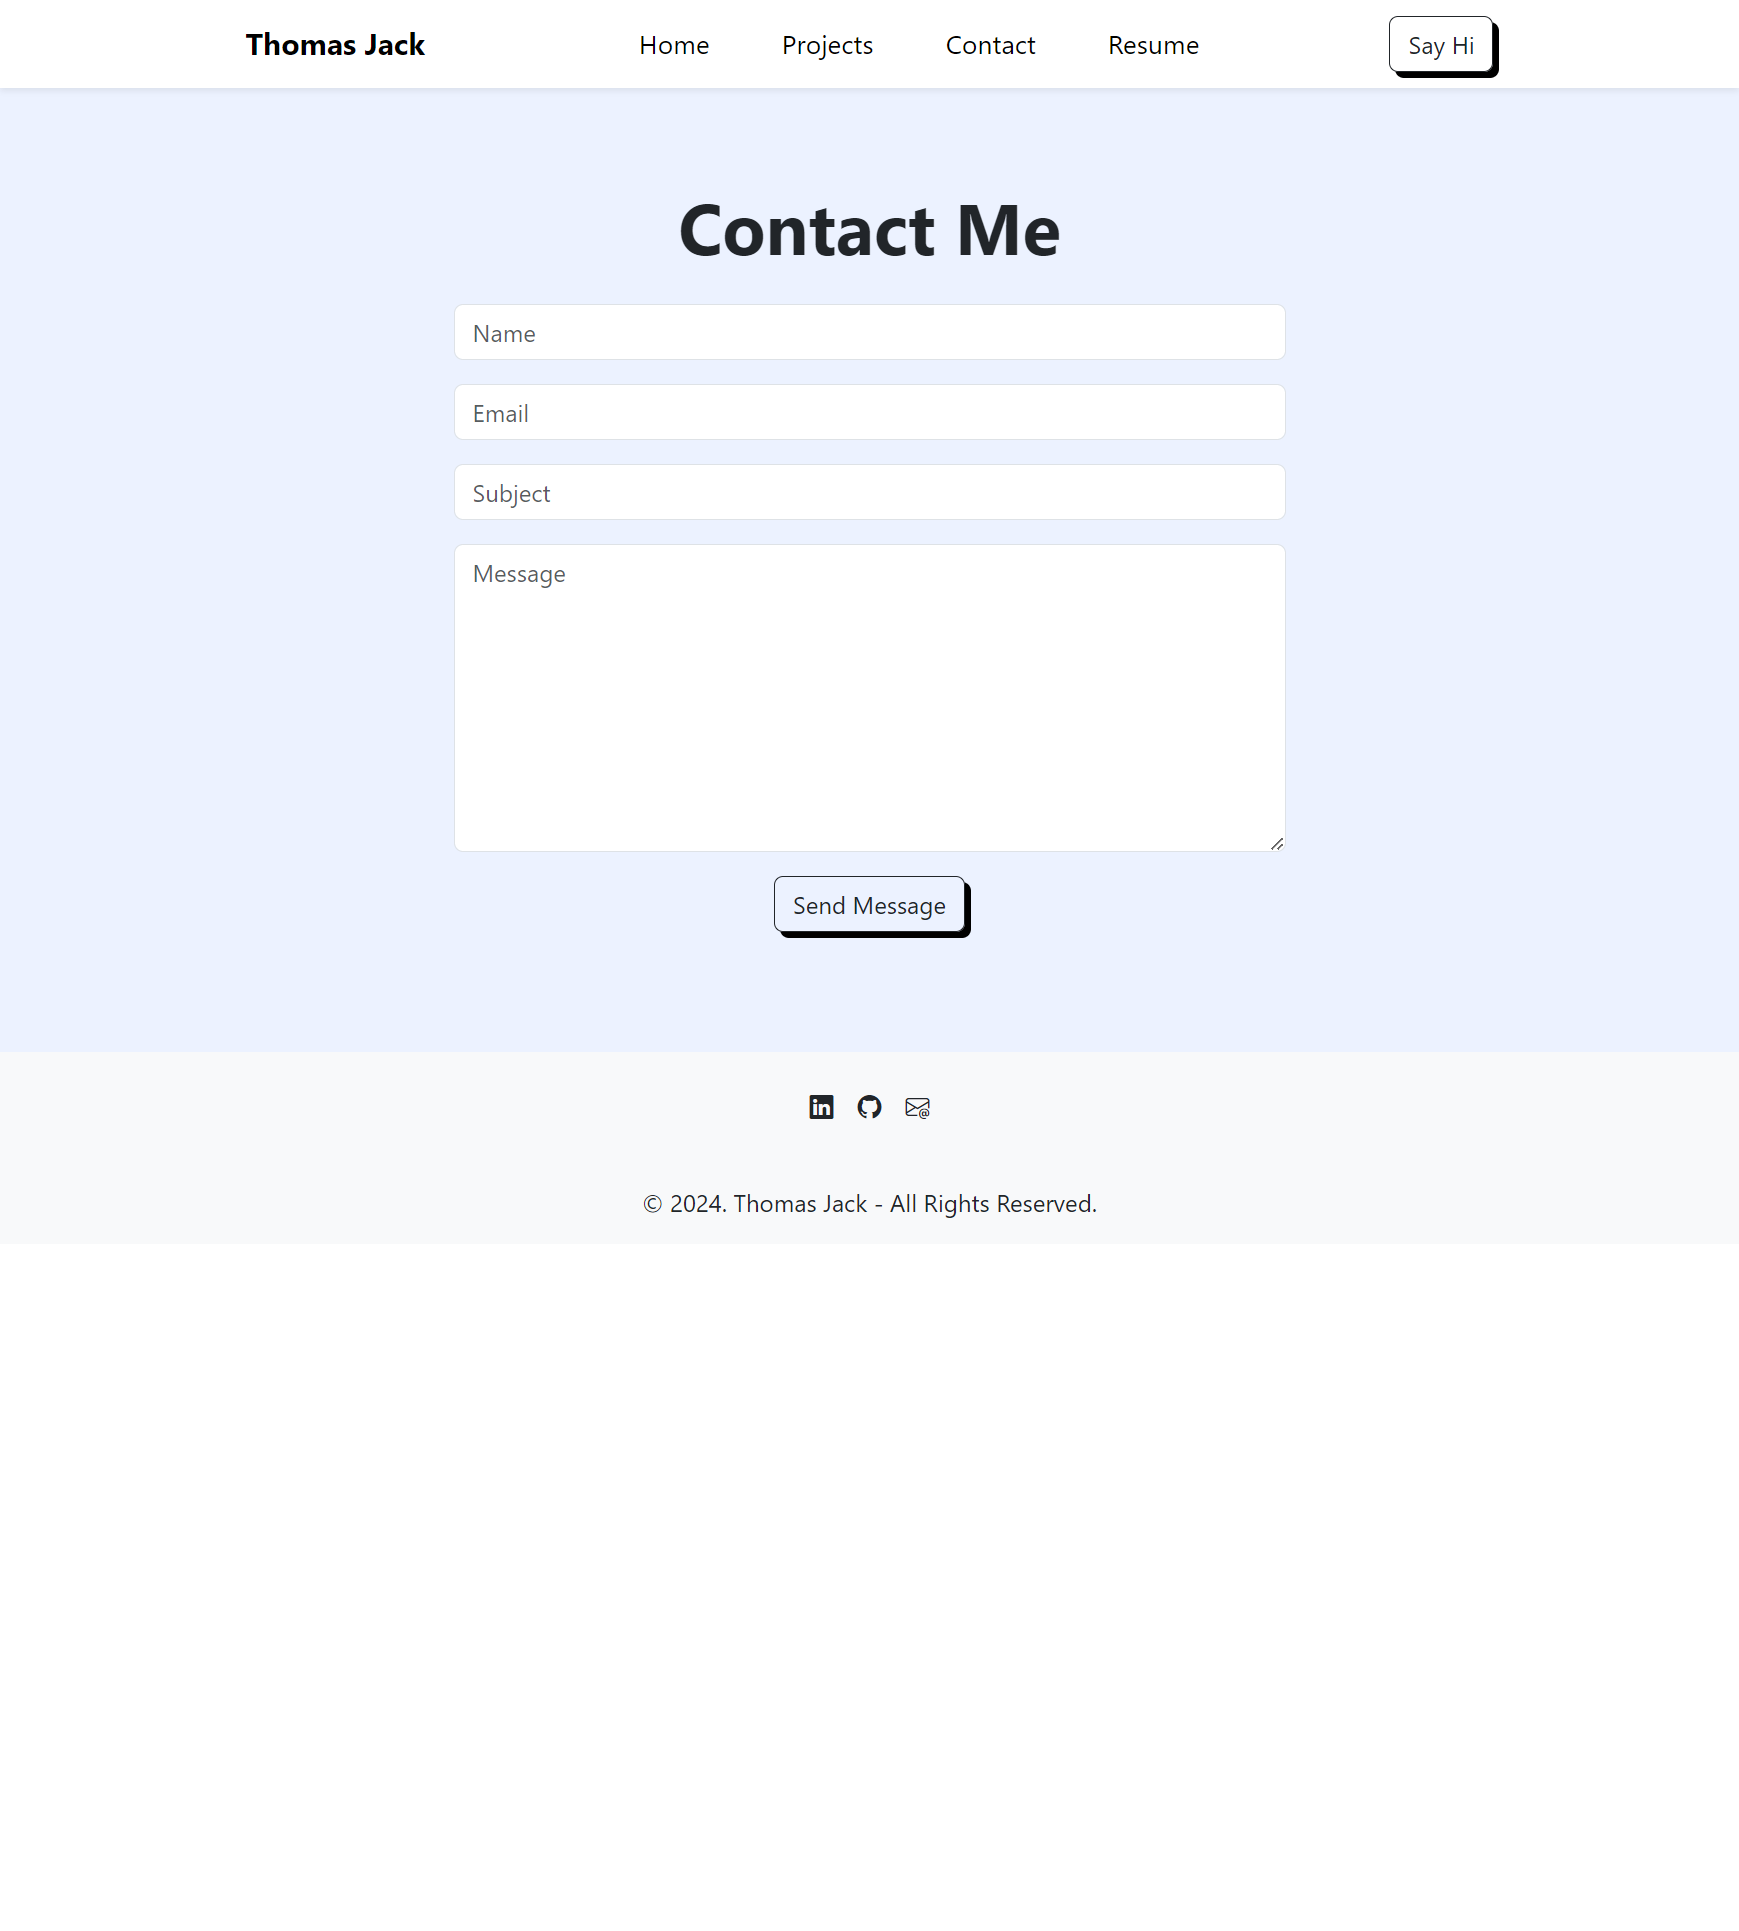 Thomas Jack Home Projects Contact Resume Say Hi
Contact Me
Name
Email
Subject
Message
Send Message
© 2024. Thomas Jack - All Rights Reserved.